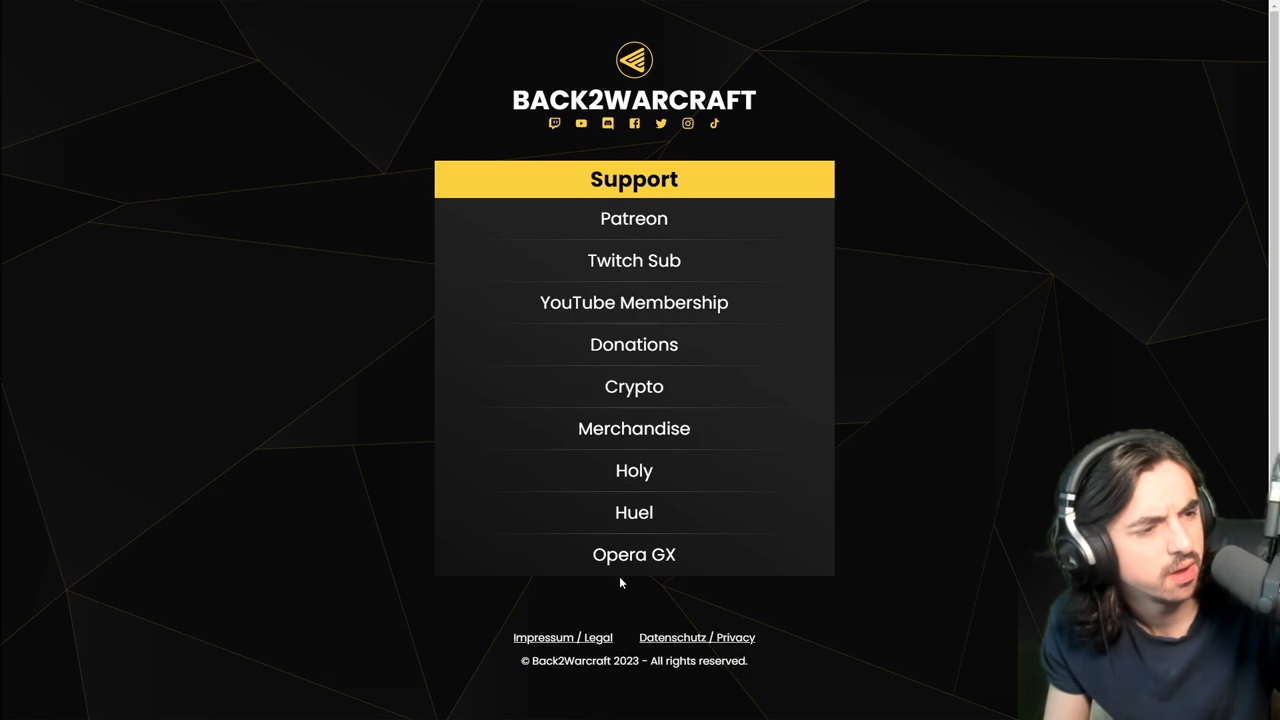 BACK2WARCRAFT
Support
Patreon
Twitch Sub
YouTube Membership
Donations
Crypto
Merchandise
Holy
Huel
Opera GX
Impressum / Legal
Datenschutz / Privacy
© Back2Warcraft 2023 - All rights reserved.